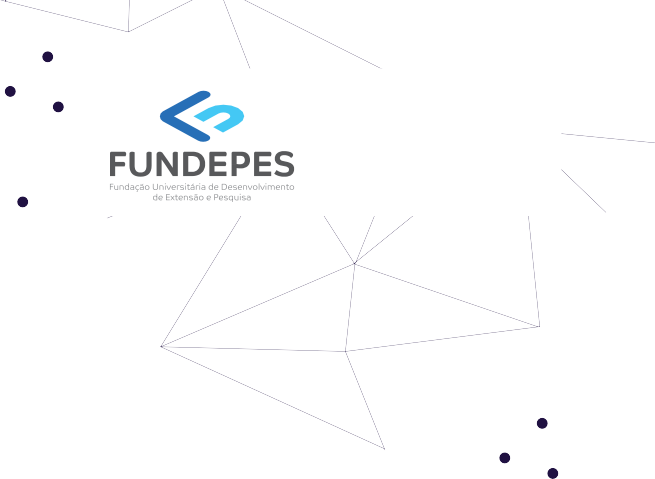 FUNDEPES
Fundação Universitária de Desenvolvimento
de Extensão e Pesquisa